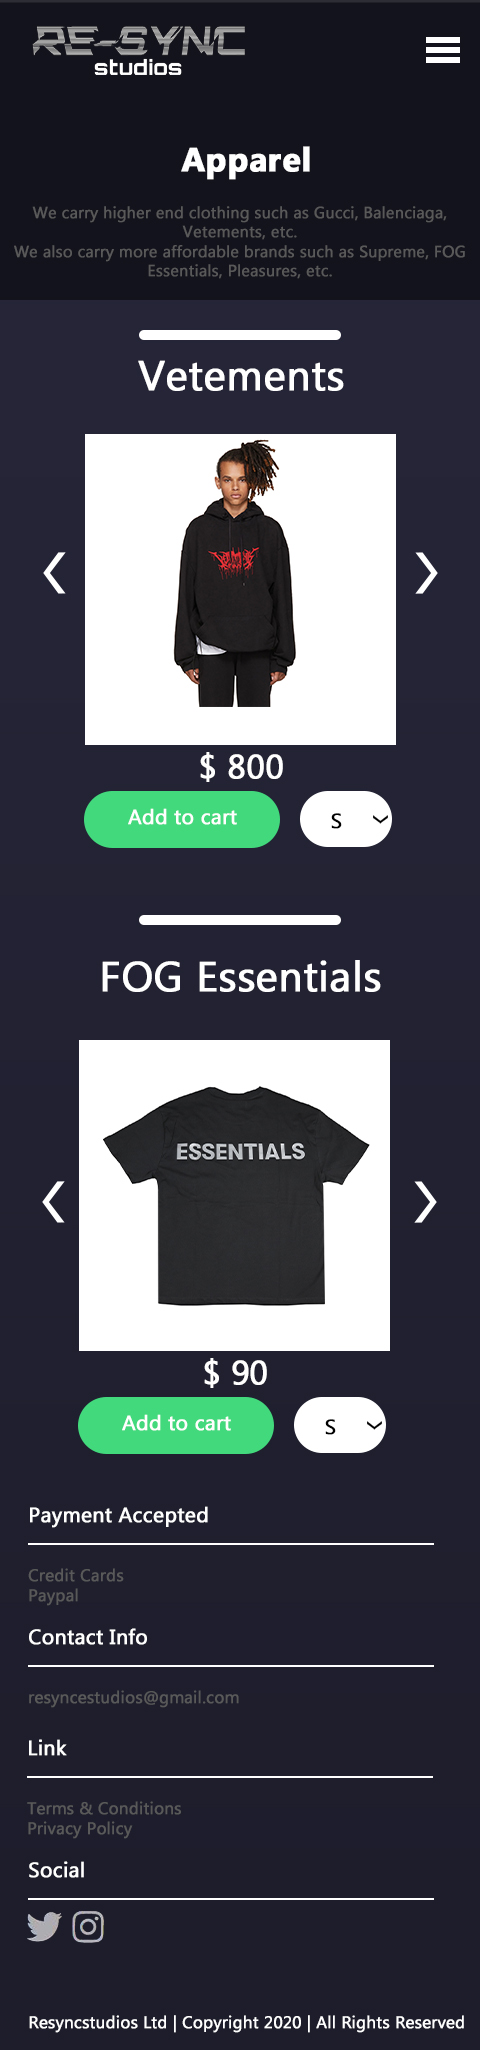 RE-SYNC
studios
Apparel
We carry higher end clothing such as Gucci, Balenciaga,
Vetements, etc.
We also carry more affordable brands such as Supreme, FOG
Essentials, Pleasures, etc.
Vetements
$ 800
Add to cart
S
FOG Essentials
ESSENTIALS
$ 90
Add to cart
S
Payment Accepted
Credit Cards
Paypal
Contact Info
resyncestudios@gmail.com
Link
Terms & Conditions
Privacy Policy
Social
Resyncstudios Ltd | Copyright 2020 | All Rights Reserved